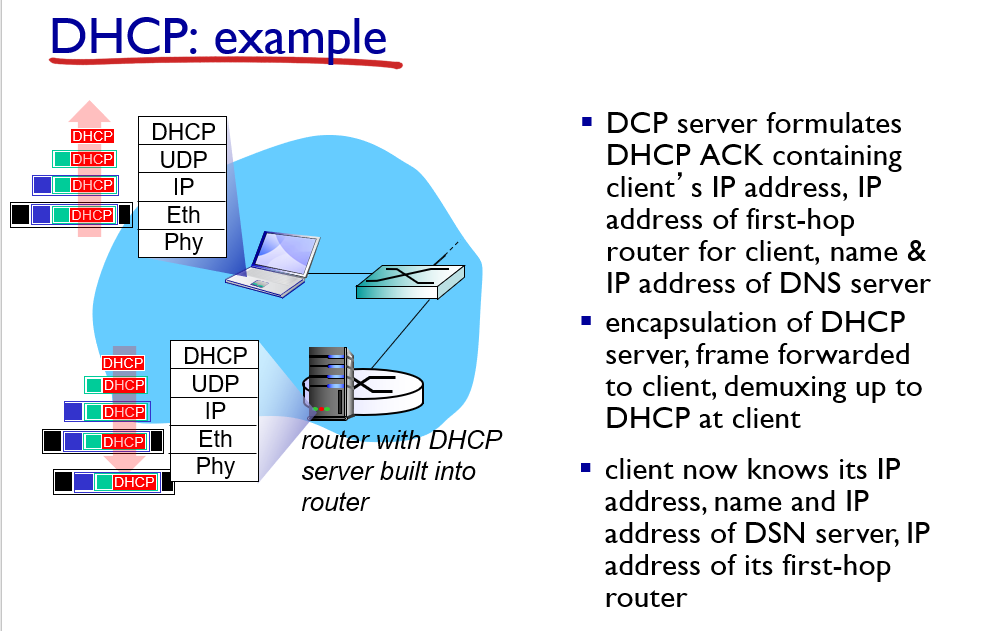 DHCP: example
DHCP
DHCP
DHCP
DHCP
DHCP
UDP
IP
Eth
Phy
DHCP
DHCP
DHCP
DHCP
DHCP
DHCP
UDP
IP
Eth
Phy
router with DHCP
server built into
router
▪ DCP server formulates
DHCP ACK containing
client’s IP address, IP
address of first-hop
router for client, name &
IP address of DNS server
▪ encapsulation of DHCP
server, frame forwarded
to client, demuxing up to
DHCP at client
▪ client now knows its IP
address, name and IP
address of DSN server, IP
address of its first-hop
router